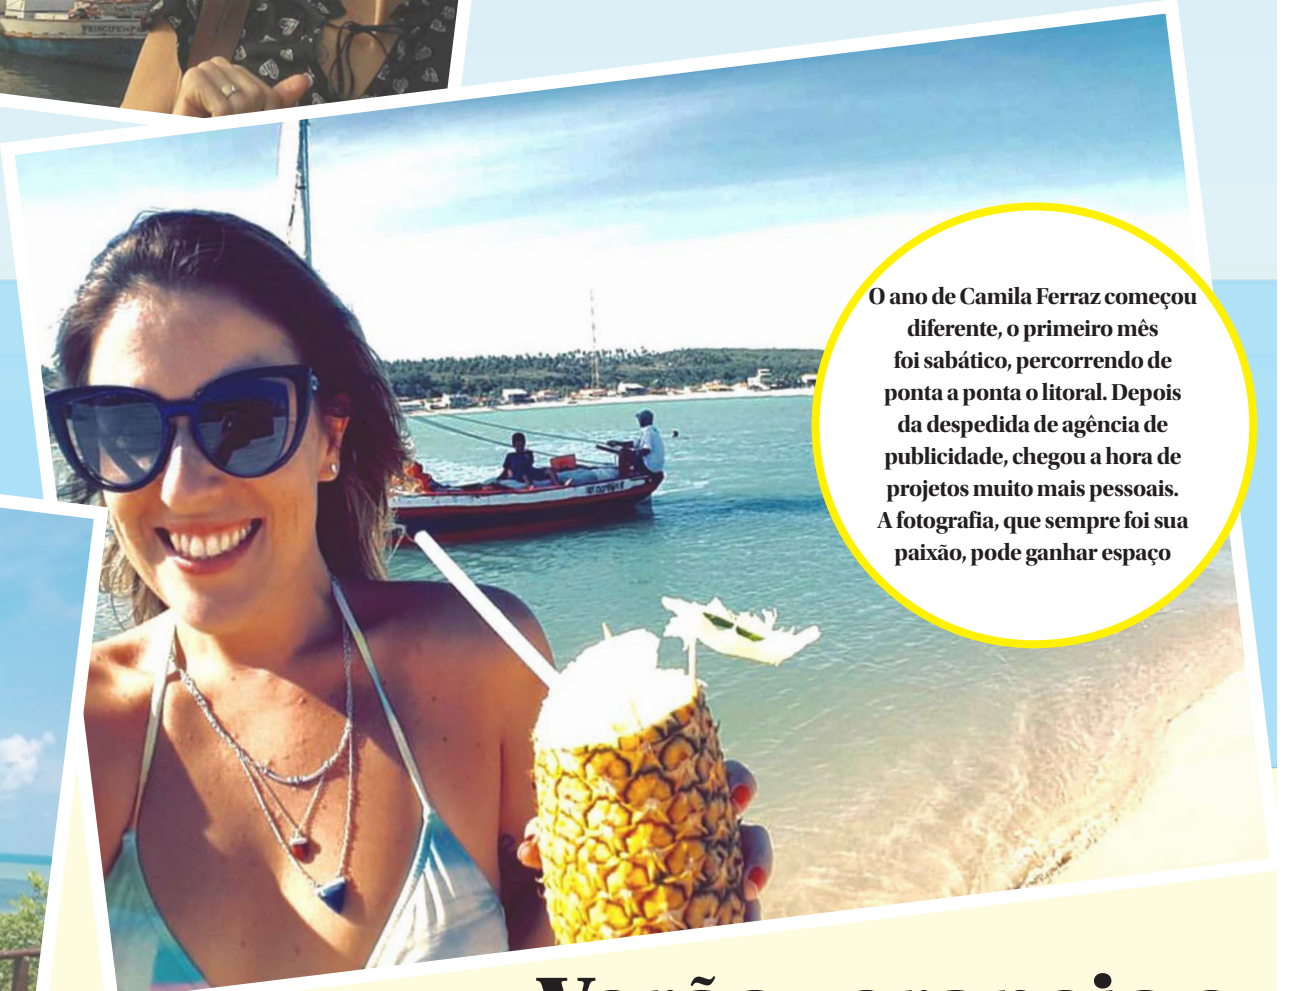 O ano de Camila Ferraz começou
diferente, o primeiro mês
foi sabático, percorrendo de
ponta a ponta o litoral. Depois
da despedida de agência de
publicidade, chegou a hora de
projetos muito mais pessoais.
A fotografia, que sempre foi sua
paixão, pode ganhar espaço